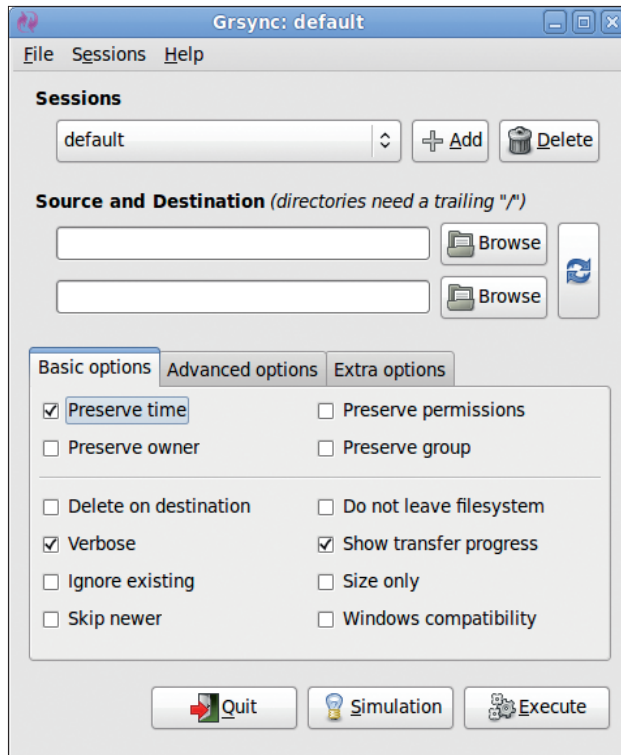 Grsync: default
File Sessions Help
Sessions
default Add Delete
Source and Destination (directories need a trailing "/")
Browse
Browse
Basic options Advanced options Extra options
Preserve time Preserve permissions
Preserve owner Preserve group
Delete on destination Do not leave filesystem
Verbose Show transfer progress
Ignore existing Size only
Skip newer Windows compatibility
Quit Simulation Execute